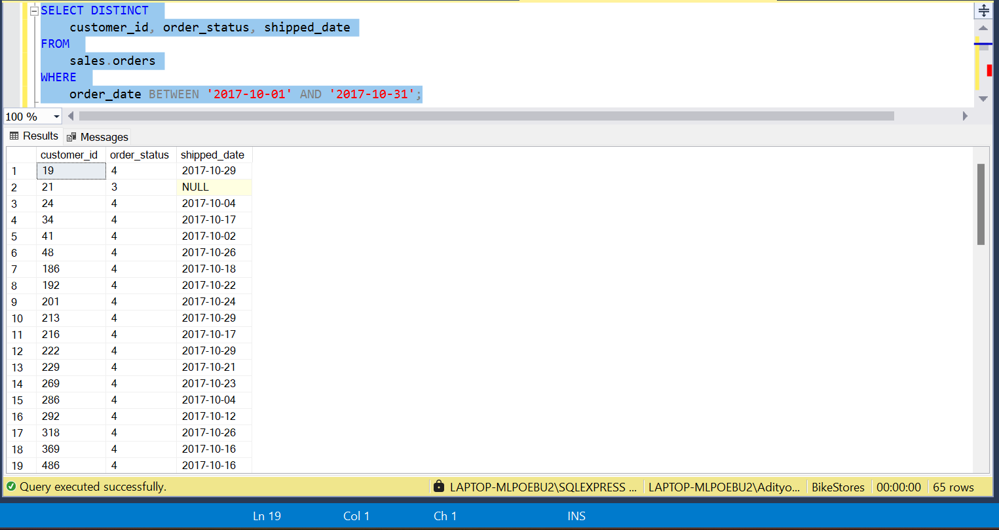 SELECT DISTINCT
customer_id, order_status, shipped_date
FROM
sales.orders
WHERE
order_date BETWEEN '2017-10-01' AND '2017-10-31';
100 %
Results Messages
customer_id order_status shipped_date
1 19 4 2017-10-29
2 21 3 NULL
3 24 4 2017-10-04
4 34 4 2017-10-17
5 41 4 2017-10-02
6 48 4 2017-10-26
7 186 4 2017-10-18
8 192 4 2017-10-22
9 201 4 2017-10-24
10 213 4 2017-10-29
11 216 4 2017-10-17
12 222 4 2017-10-29
13 229 4 2017-10-21
14 269 4 2017-10-23
15 286 4 2017-10-04
16 292 4 2017-10-12
17 318 4 2017-10-26
18 369 4 2017-10-16
19 486 4 2017-10-16
Query executed successfully. LAPTOP-MLPOEBU2\SQLEXPRESS ... LAPTOP-MLPOEBU2\Adityo... BikeStores 00:00:00 65 rows
Ln 19 Col 1 Ch 1 INS